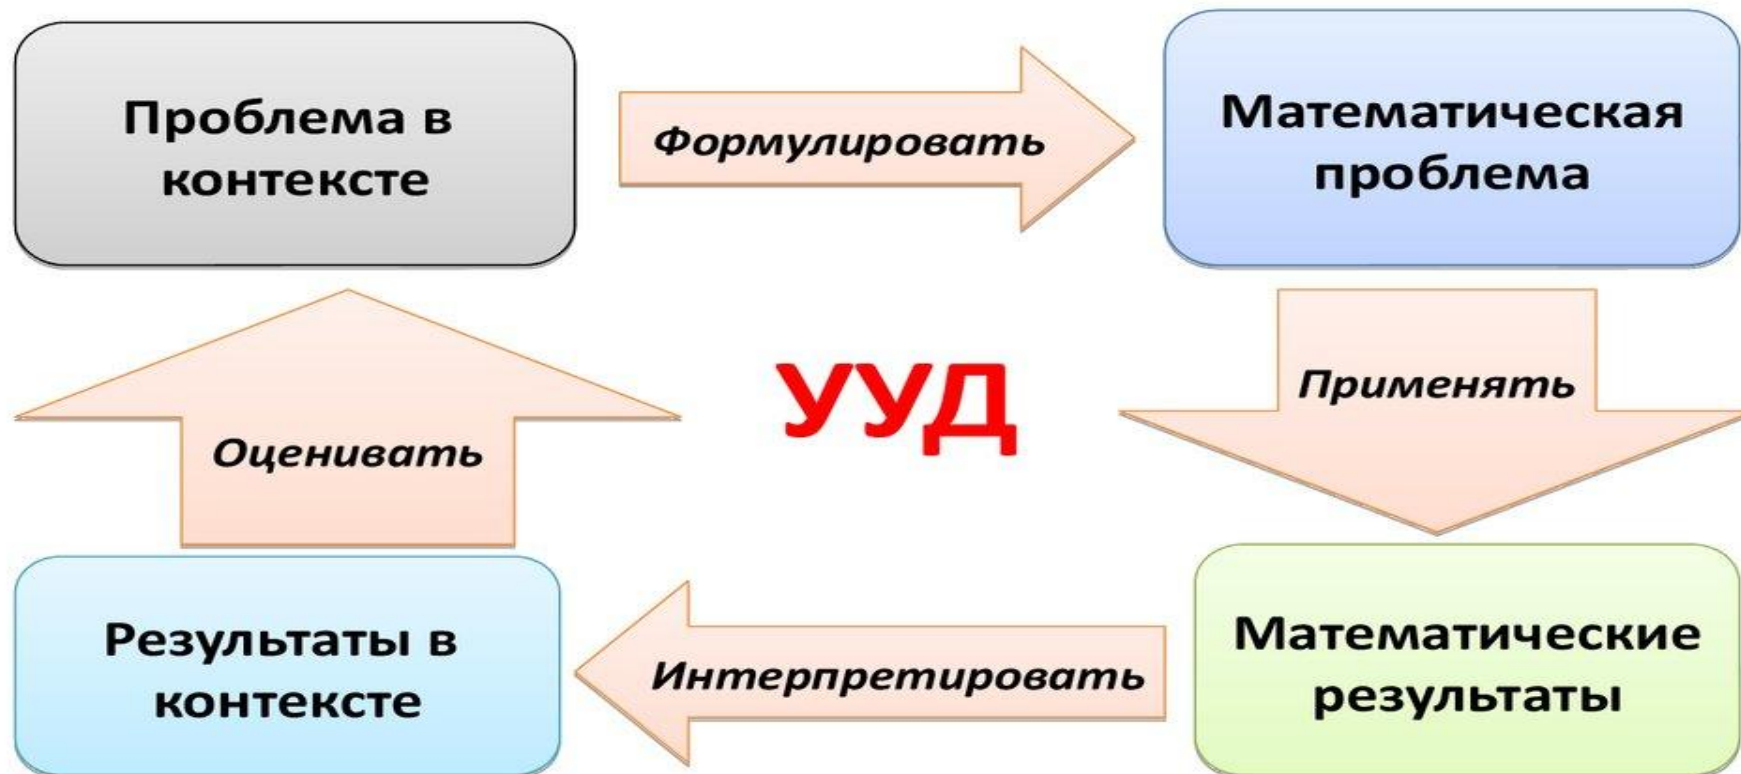 Проблема в
контексте
Формулировать
Математическая
проблема
Оценивать
УУД
Применять
Результаты в
контексте
Интерпретировать
Математические
результаты